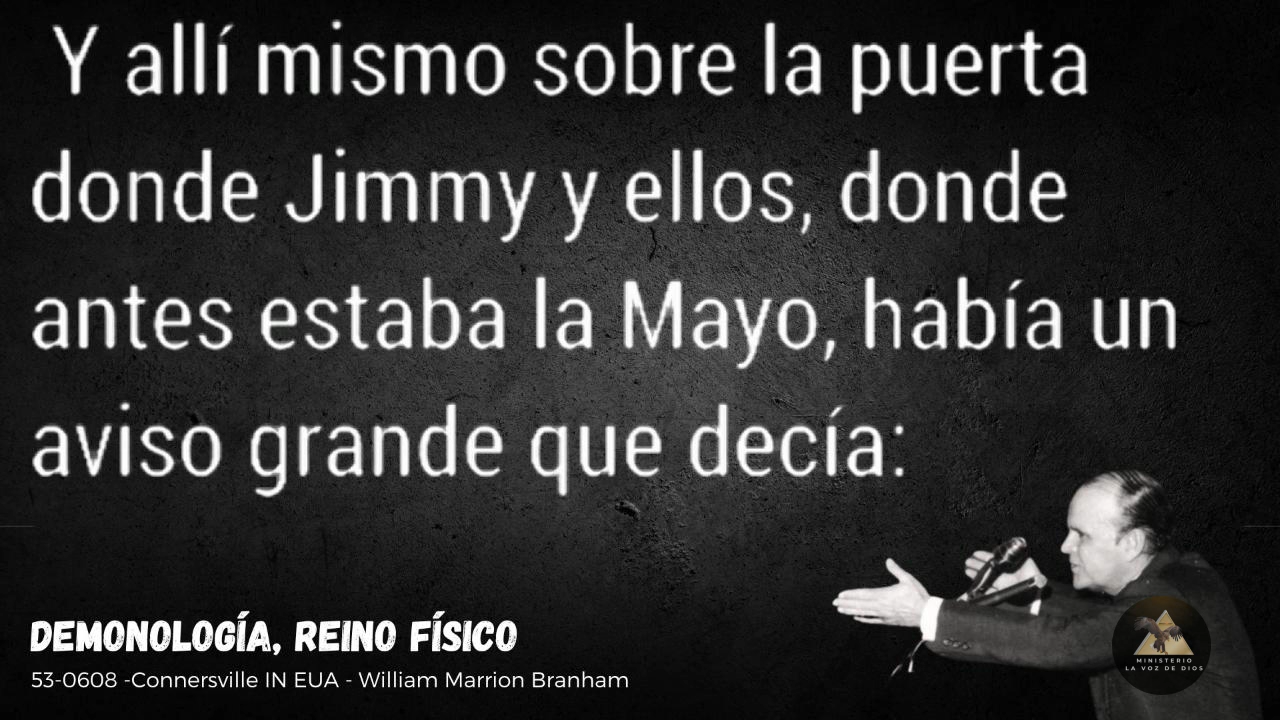 Y allí mismo sobre la puerta
donde Jimmy y ellos, donde
antes estaba la Mayo, había un
aviso grande que decía:
DEMONOLOGÍA, REINO FÍSICO
53-0608 -Connersville IN EUA - William Marrion Branham
MINISTERIO
LA VOZ DE DIOS